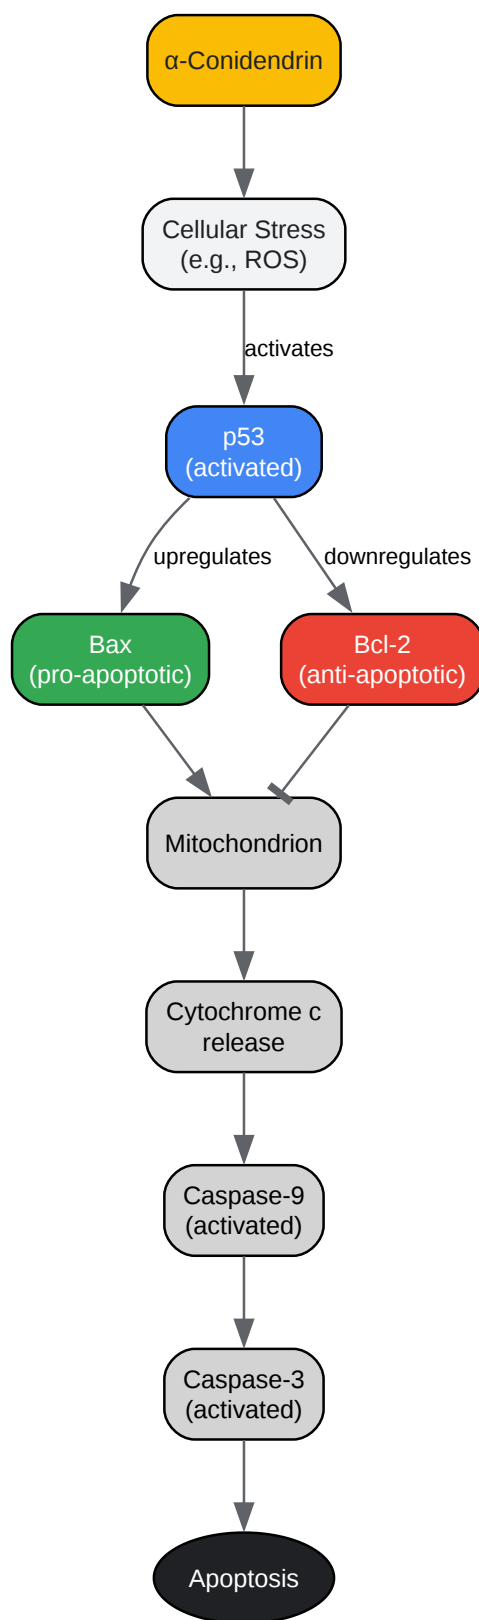 α-Conidendrin
Cellular Stress
(e.g., ROS)
activates
p53
(activated)
upregulates
downregulates
Bax
(pro-apoptotic)
Bcl-2
(anti-apoptotic)
Mitochondrion
Cytochrome c
release
Caspase-9
(activated)
Caspase-3
(activated)
Apoptosis